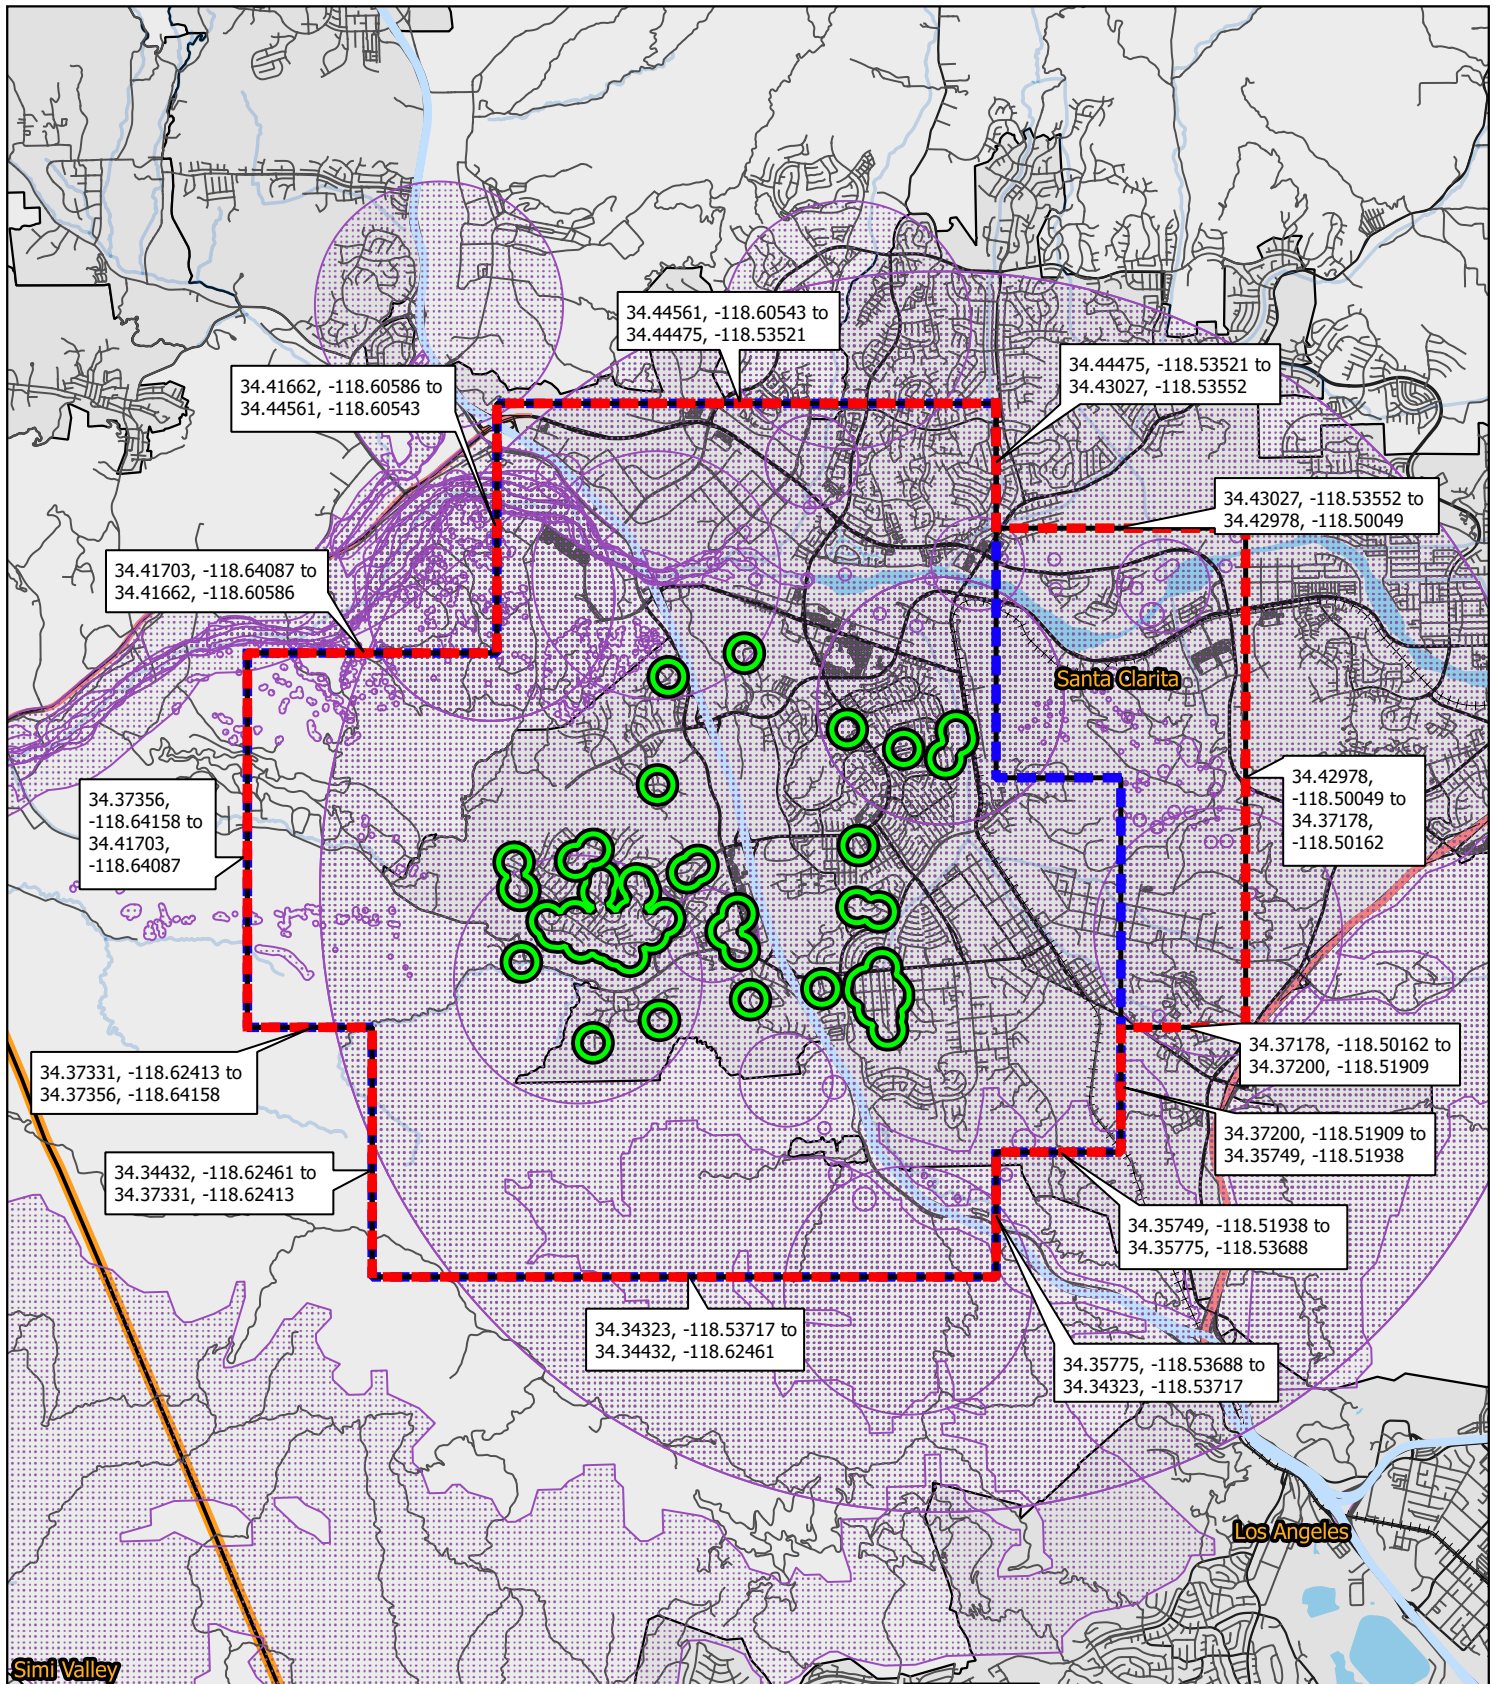 34.44561, -118.60543 to
34.44475, -118.53521
34.44475, -118.53521 to
34.43027, -118.53552
34.41662, -118.60586 to
34.44561, -118.60543
34.43027, -118.53552 to
34.42978, -118.50049
34.41703, -118.64087 to
34.41662, -118.60586
Santa Clarita
34.42978,
-118.50049 to
34.37178,
-118.50162
34.37356,
-118.64158 to
34.41703,
-118.64087
34.37178, -118.50162 to
34.37200, -118.51909
34.37331, -118.62413 to
34.37356, -118.64158
34.37200, -118.51909 to
34.35749, -118.51938
34.34432, -118.62461 to
34.37331, -118.62413
34.35749, -118.51938 to
34.35775, -118.53688
34.34323, -118.53717 to
34.34432, -118.62461
34.35775, -118.53688 to
34.34323, -118.53717
Los Angeles
Simi Valley